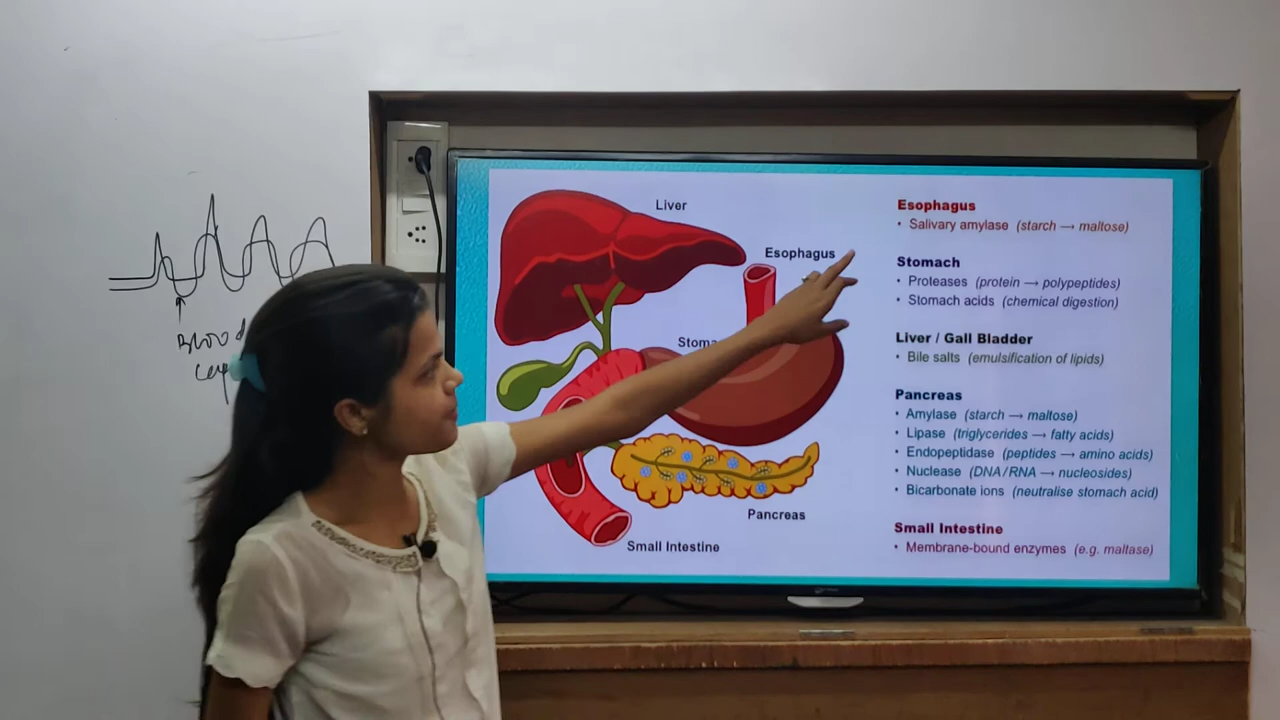 Liver
Esophagus
Stoma
Pancreas
Small Intestine
Esophagus
• Salivary amylase (starch → maltose)
Stomach
• Proteases (protein → polypeptides)
• Stomach acids (chemical digestion)
Liver / Gall Bladder
• Bile salts (emulsification of lipids)
Pancreas
• Amylase (starch → maltose)
• Lipase (triglycerides → fatty acids)
• Endopeptidase (peptides → amino acids)
• Nuclease (DNA / RNA → nucleosides)
• Bicarbonate ions (neutralise stomach acid)
Small Intestine
• Membrane-bound enzymes (e.g. maltase)
Blood